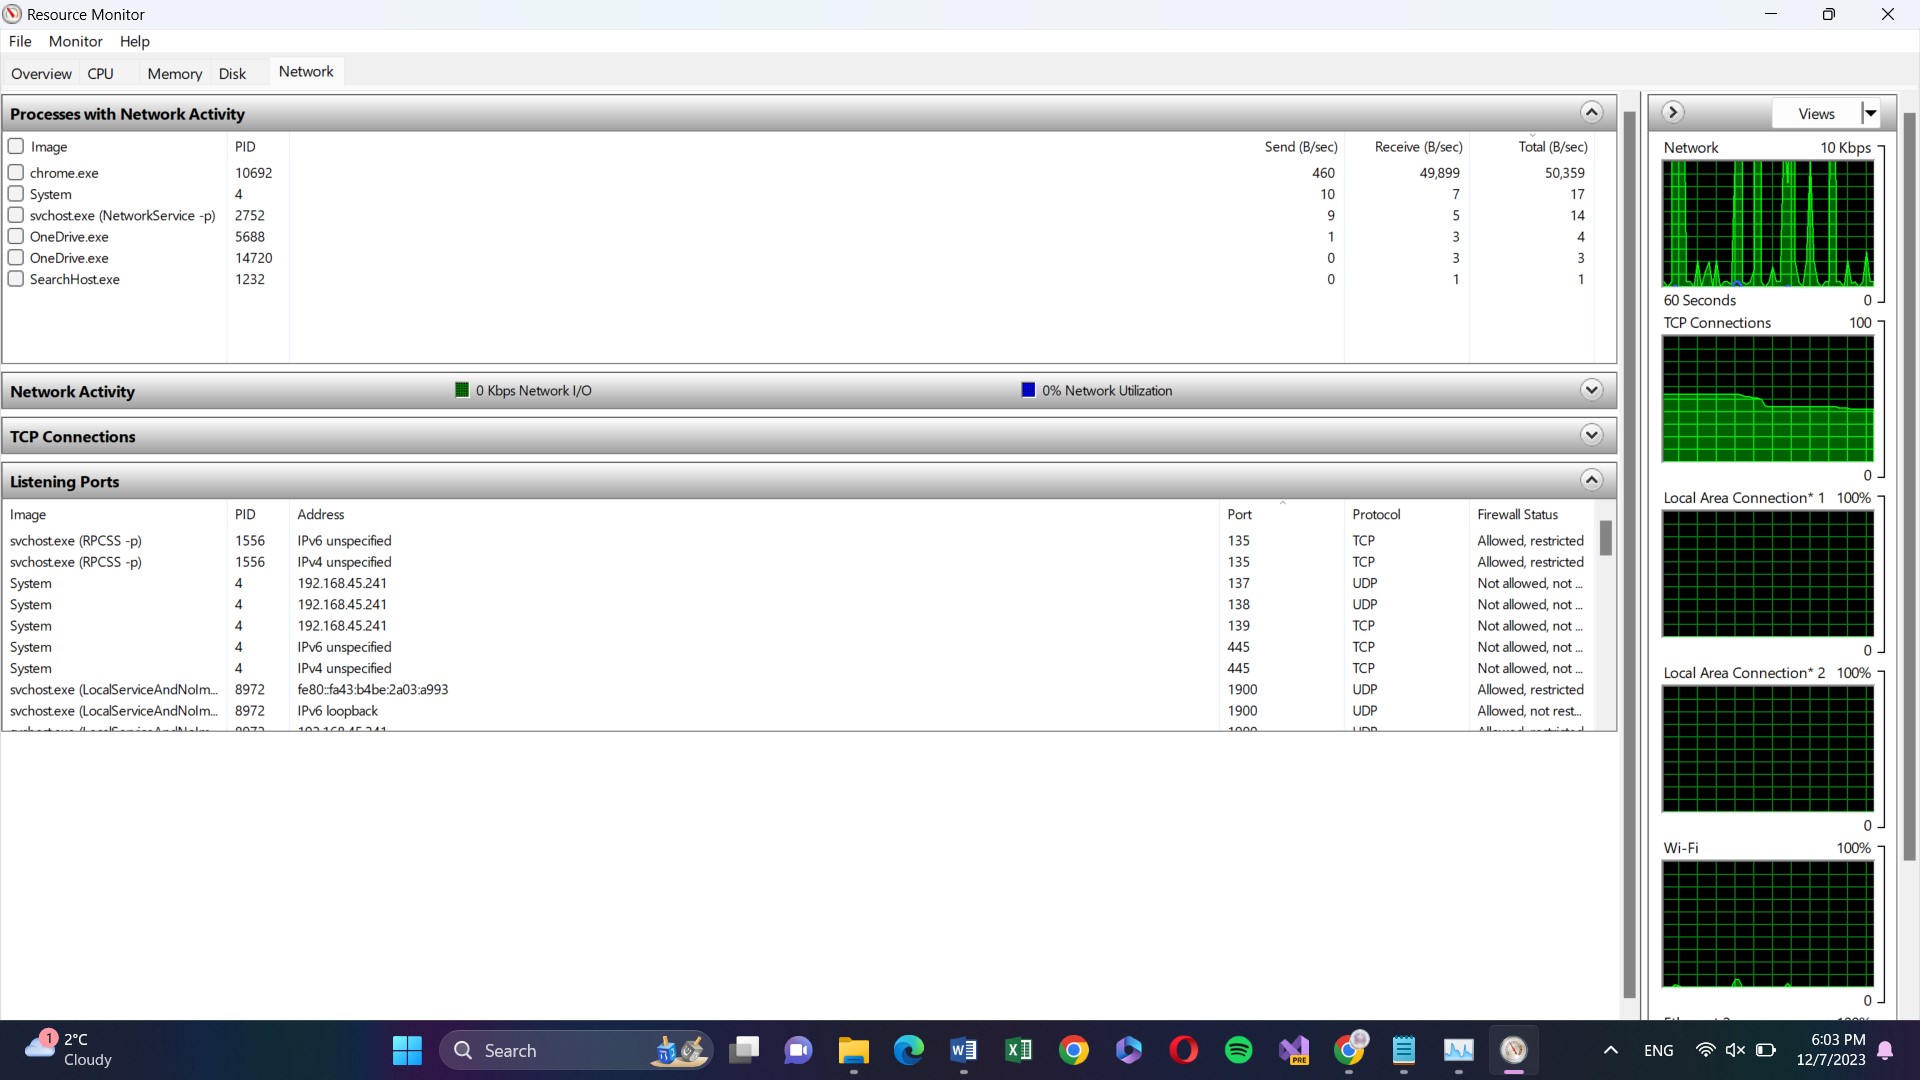 Resource Monitor
File Monitor Help
Overview CPU Memory Disk Network
Processes with Network Activity
Image PID Send (B/sec) Receive (B/sec) Total (B/sec)
chrome.exe 10692 460 49,899 50,359
System 4 10 7 17
svchost.exe (NetworkService -p) 2752 9 5 14
OneDrive.exe 5688 1 3 4
OneDrive.exe 14720 0 3 3
SearchHost.exe 1232 0 1 1
Network Activity 0 Kbps Network I/O 0% Network Utilization
TCP Connections
Listening Ports
Image PID Address Port Protocol Firewall Status
svchost.exe (RPCSS -p) 1556 IPv6 unspecified 135 TCP Allowed, restricted
svchost.exe (RPCSS -p) 1556 IPv4 unspecified 135 TCP Allowed, restricted
System 4 192.168.45.241 137 UDP Not allowed, not ...
System 4 192.168.45.241 138 UDP Not allowed, not ...
System 4 192.168.45.241 139 TCP Not allowed, not ...
System 4 IPv6 unspecified 445 TCP Not allowed, not ...
System 4 IPv4 unspecified 445 TCP Not allowed, not ...
svchost.exe (LocalServiceAndNoIm... 8972 fe80::fa43:b4be:2a03:a993 1900 UDP Allowed, restricted
svchost.exe (LocalServiceAndNoIm... 8972 IPv6 loopback 1900 UDP Allowed, not rest...
Views
Network 10 Kbps
60 Seconds 0
TCP Connections 100
0
Local Area Connection* 1 100%
0
Local Area Connection* 2 100%
0
Wi-Fi 100%
0
1
2°C
Cloudy
Search
PRE
ENG
6:03 PM
12/7/2023